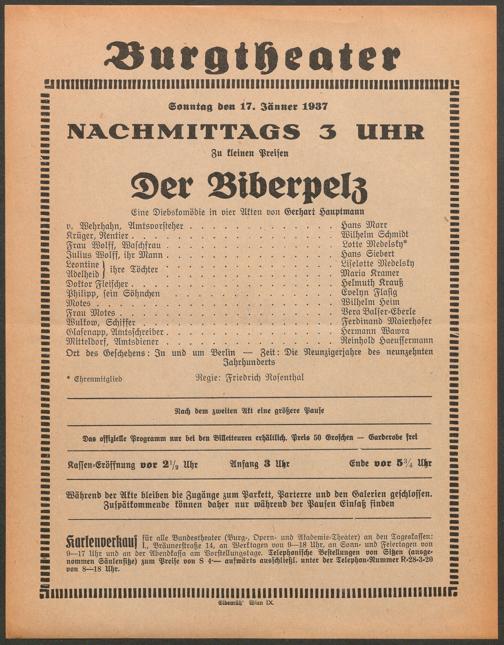 Burgtheater
Sonntag den 17. Jänner 1937
NACHMITTAGS 3 UHR
Zu kleinen Preisen
Der Biberpelz
Eine Diebskomödie in vier Akten von Gerhart Hauptmann
v. Wehrhahn, Amtsvorsteher . . . . . . . . . . Hans Marr
Krüger, Rentier . . . . . . . . . . Wilhelm Schmidt
Frau Wolff, Waschfrau . . . . . . . . . . Lotte Medelsky*
Julius Wolff, ihr Mann . . . . . . . . . . Hans Siebert
Leontine } ihre Töchter . . . . . . . . . . Liselotte Medelsky
Adelheid } . . . . . . . . . . Maria Kramer
Doktor Fleischer . . . . . . . . . . Helmuth Krauß
Philipp, sein Söhnchen . . . . . . . . . . Evelyn Flasig
Motes . . . . . . . . . . Wilhelm Heim
Frau Motes . . . . . . . . . . Vera Balser-Eberle
Wulkow, Schiffer . . . . . . . . . . Ferdinand Maierhofer
Glasenapp, Amtsschreiber . . . . . . . . . . Hermann Wawra
Mitteldorf, Amtsdiener . . . . . . . . . . Reinhold Haeussermann
Ort des Geschehens: In und um Berlin — Zeit: Die Neunzigerjahre des neunzehnten
Jahrhunderts
* Ehrenmitglied Regie: Friedrich Rosenthal
Nach dem zweiten Akt eine größere Pause
Das offizielle Programm nur bei den Billetteuren erhältlich. Preis 50 Groschen — Garderobe frei
Kassen-Eröffnung vor 2½ Uhr Anfang 3 Uhr Ende vor 5¾ Uhr
Während der Akte bleiben die Zugänge zum Parkett, Parterre und den Galerien geschlossen.
Zuspätkommende können daher nur während der Pausen Einlaß finden
Kartenverkauf für alle Bundestheater (Burg-, Opern- und Akademie-Theater) an den Tageskassen:
I., Bräunerstraße 14, an Werktagen von 9—18 Uhr, an Sonn- und Feiertagen von
9—17 Uhr und an der Abendkassa am Vorstellungstage. Telephonische Bestellungen von Sitzen (ausge-
nommen Säulensitze) zum Preise von S 4— aufwärts ausschließl. unter der Telephon-Nummer R-28-3-20
von 8—18 Uhr.
Elbemühl Wien IX.